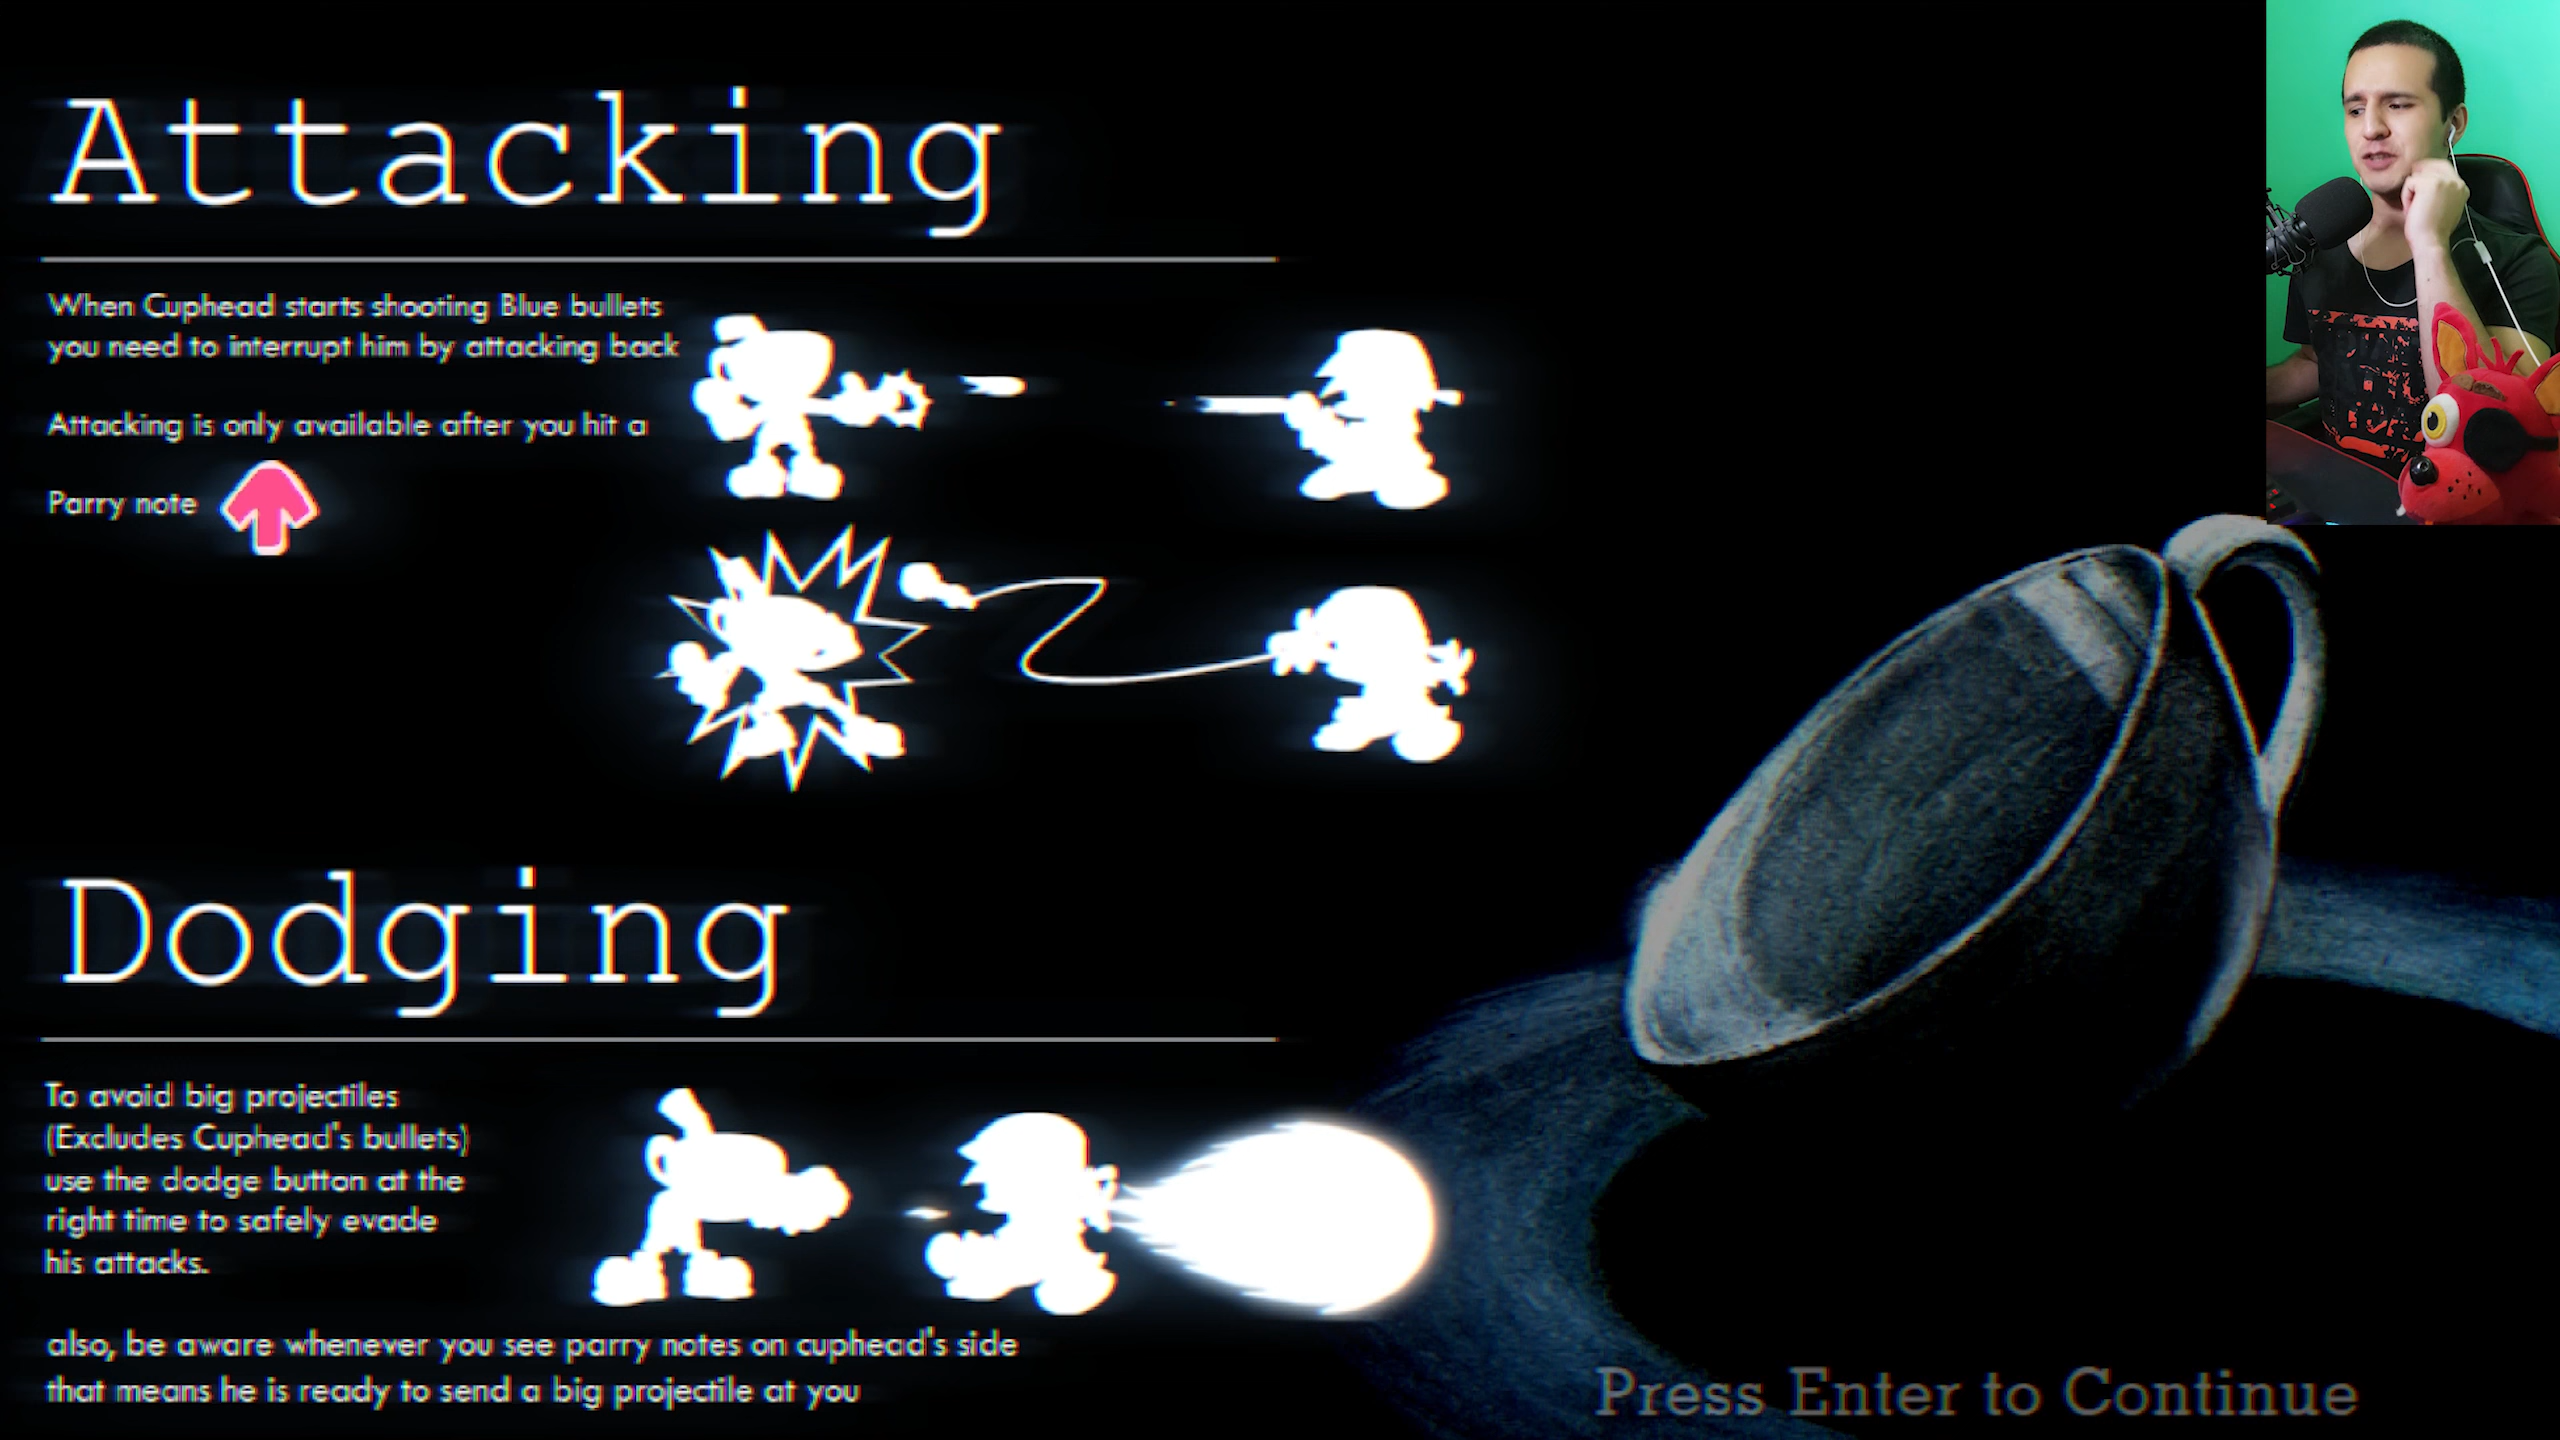 Attacking
When Cuphead starts shooting Blue bullets
you need to interrupt him by attacking back
Attacking is only available after you hit a
Parry note
Dodging
To avoid big projectiles
(Excludes Cuphead's bullets)
use the dodge button at the
right time to safely evade
his attacks.
also, be aware whenever you see parry notes on cuphead's side
that means he is ready to send a big projectile at you
Press Enter to Continue